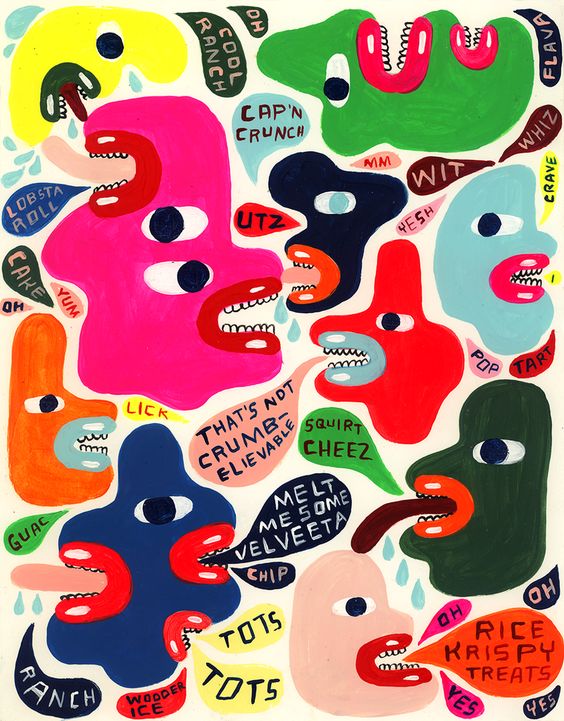 OH
COOL
RANCH
FLAVA
CAP'N
CRUNCH
WHIZ
MM
WIT
CRAVE
LOBSTA
ROLL
UTZ
YESH
CAKE
OH
YUM
I
POP
TART
LICK
THAT'S NOT
CRUMB-
ELIEVABLE
SQUIRT
CHEEZ
GUAC
MELT
ME SOME
VELVEETA
CHIP
TOTS
TOTS
RANCH
WOODER
ICE
OH
OH
RICE
KRISPY
TREATS
YES
YES